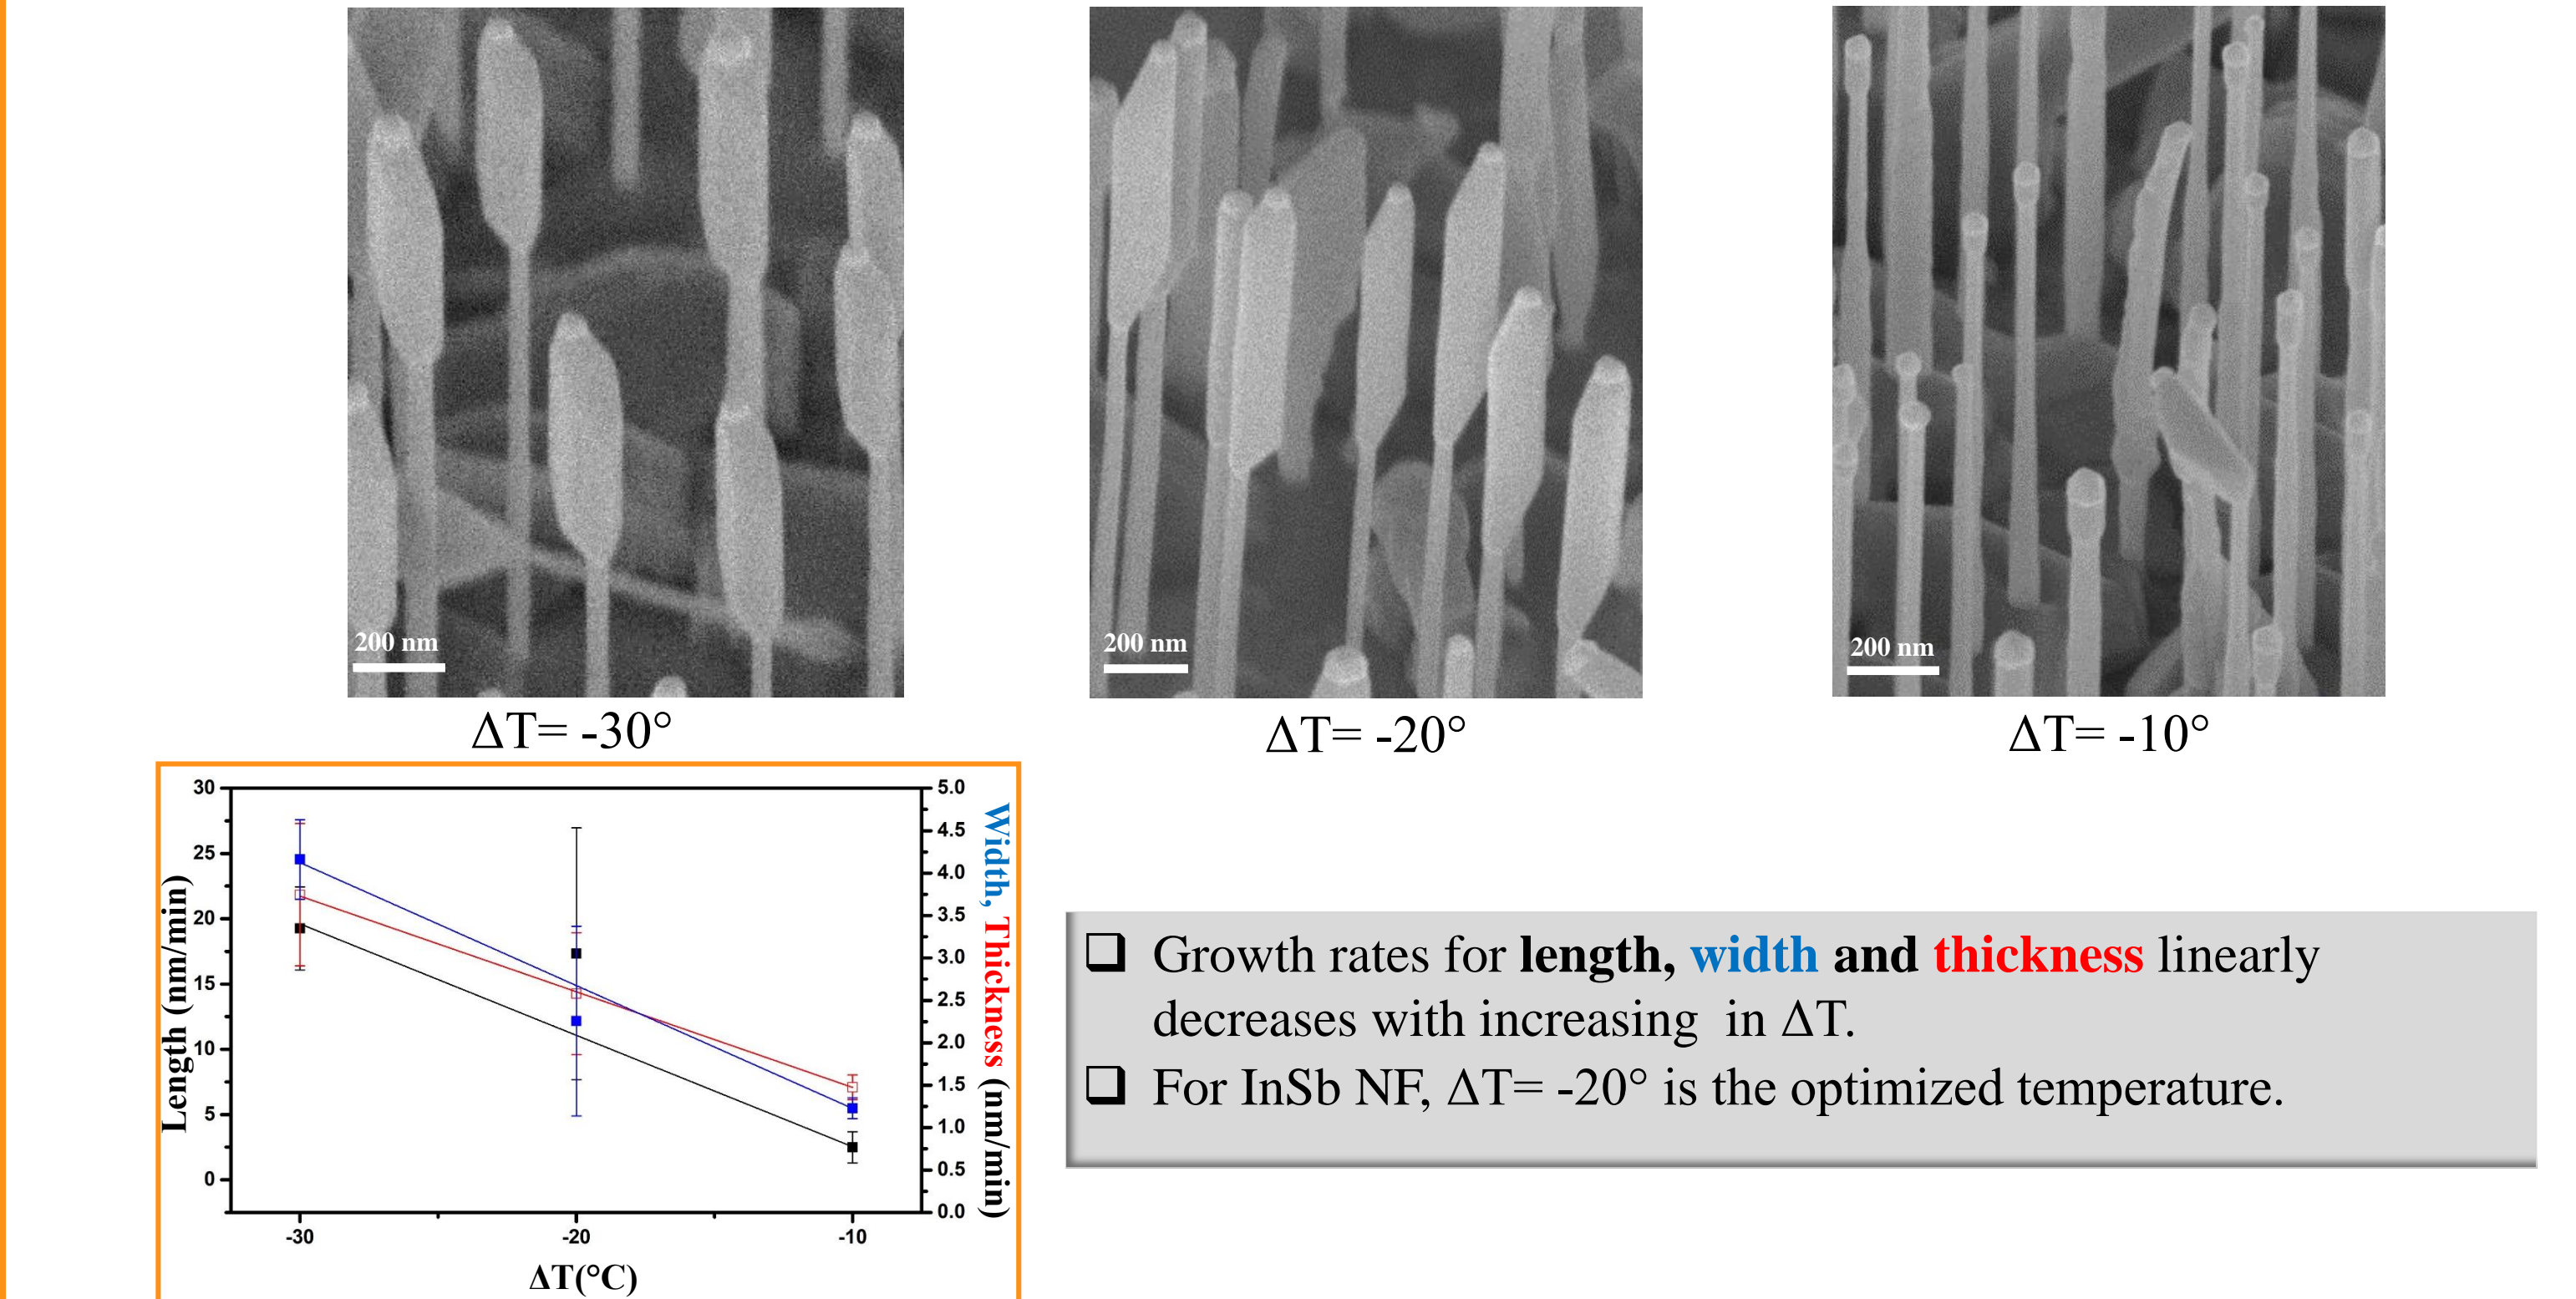 200 nm
200 nm
200 nm
ΔT= -30°
ΔT= -20°
ΔT= -10°
30
25
20
15
10
5
0
Length (nm/min)
5.0
4.5
4.0
3.5
3.0
2.5
2.0
1.5
1.0
0.5
0.0
Width, Thickness (nm/min)
-30
-20
-10
ΔT(°C)
❑ Growth rates for length, width and thickness linearly
decreases with increasing in ΔT.
❑ For InSb NF, ΔT= -20° is the optimized temperature.